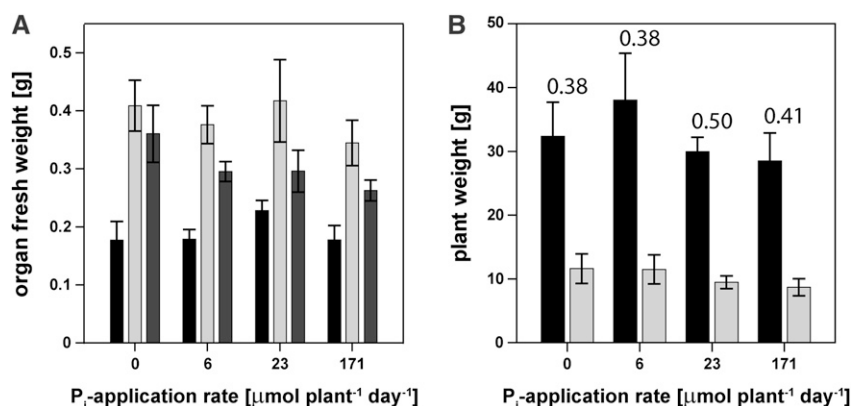 A
organ fresh weight [g]
0.5
0.4
0.3
0.2
0.1
0
0 6 23 171
Pᵢ-application rate [µmol plant⁻¹ day⁻¹]
B
plant weight [g]
50
40
30
20
10
0
0.38
0.38
0.50
0.41
0 6 23 171
Pᵢ-application rate [µmol plant⁻¹ day⁻¹]